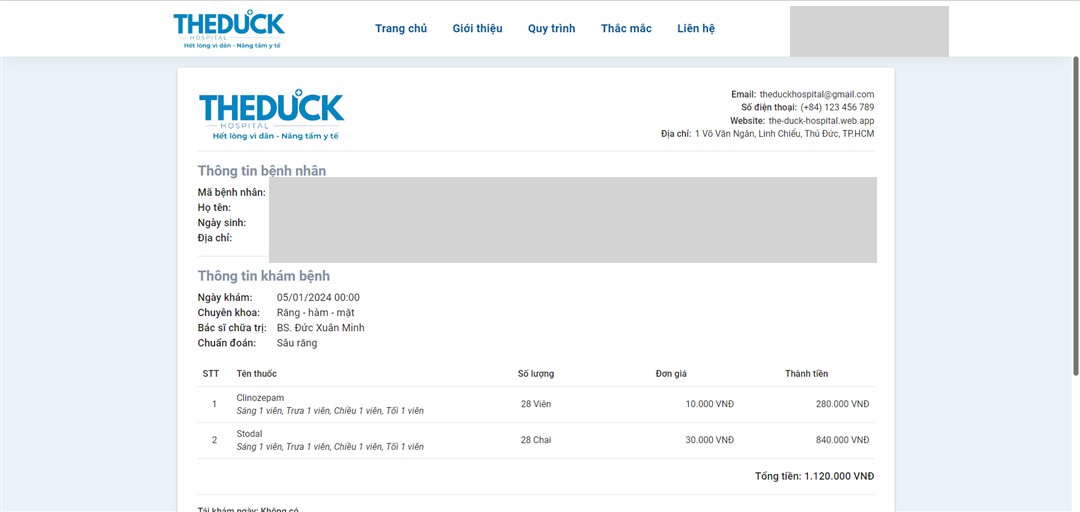 THEDUCK
HOSPITAL
Hết lòng vì dân - Nâng tầm y tế
Trang chủ Giới thiệu Quy trình Thắc mắc Liên hệ
THEDUCK
HOSPITAL
Hết lòng vì dân - Nâng tầm y tế
Email: theduckhospital@gmail.com
Số điện thoại: (+84) 123 456 789
Website: the-duck-hospital.web.app
Địa chỉ: 1 Võ Văn Ngân, Linh Chiểu, Thủ Đức, TP.HCM
Thông tin bệnh nhân
Mã bệnh nhân:
Họ tên:
Ngày sinh:
Địa chỉ:
Thông tin khám bệnh
Ngày khám: 05/01/2024 00:00
Chuyên khoa: Răng - hàm - mặt
Bác sĩ chữa trị: BS. Đức Xuân Minh
Chuẩn đoán: Sâu răng
STT Tên thuốc Số lượng Đơn giá Thành tiền
1 Clinozepam 28 Viên 10.000 VNĐ 280.000 VNĐ
Sáng 1 viên, Trưa 1 viên, Chiều 1 viên, Tối 1 viên
2 Stodal 28 Chai 30.000 VNĐ 840.000 VNĐ
Sáng 1 viên, Trưa 1 viên, Chiều 1 viên, Tối 1 viên
Tổng tiền: 1.120.000 VNĐ
Tái khám ngày: Không có